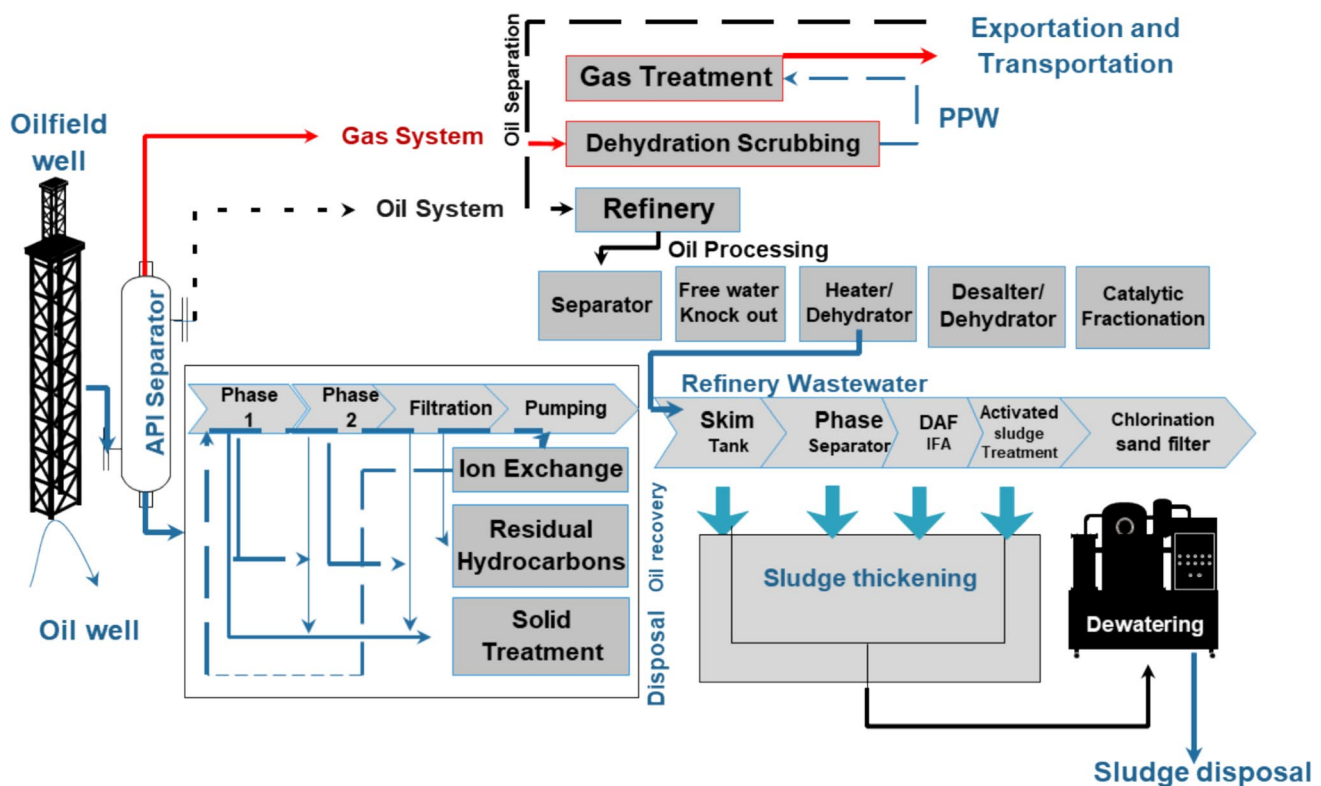 Oilfield
well
Oil well
API Separator
Gas System
Oil System
Oil Separation
Gas Treatment
Dehydration Scrubbing
Exportation and
Transportation
PPW
Refinery
Oil Processing
Separator
Free water
Knock out
Heater/
Dehydrator
Desalter/
Dehydrator
Catalytic
Fractionation
Phase
1
Phase
2
Filtration
Pumping
Ion Exchange
Residual
Hydrocarbons
Solid
Treatment
Disposal
Oil recovery
Refinery Wastewater
Skim
Tank
Phase
Separator
DAF
IFA
Activated
sludge
Treatment
Chlorination
sand filter
Sludge thickening
Dewatering
Sludge disposal